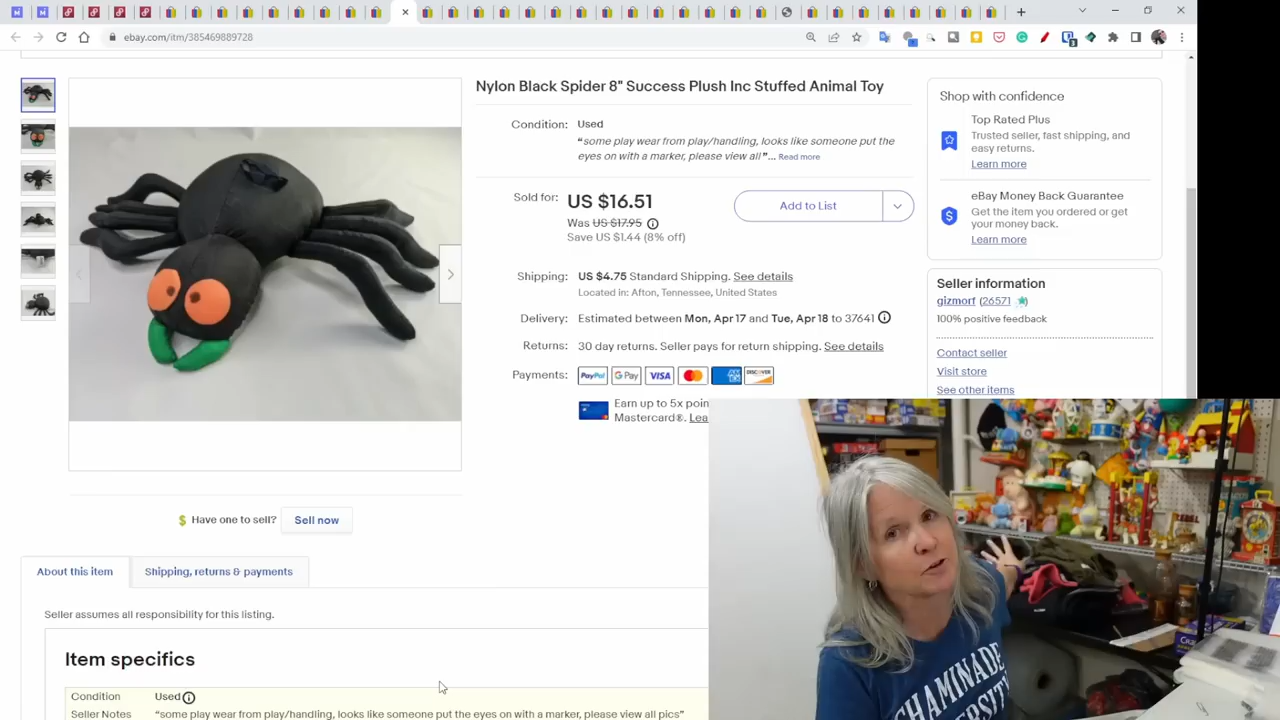 ebay.com/itm/385469889728
Nylon Black Spider 8" Success Plush Inc Stuffed Animal Toy
Condition: Used
“some play wear from play/handling, looks like someone put the
eyes on with a marker, please view all” ... Read more
Sold for: US $16.51
Was US $17.95
Save US $1.44 (8% off)
Add to List
Shipping: US $4.75 Standard Shipping. See details
Located in: Afton, Tennessee, United States
Delivery: Estimated between Mon, Apr 17 and Tue, Apr 18 to 37641
Returns: 30 day returns. Seller pays for return shipping. See details
Payments: PayPal G Pay VISA DISCOVER
Earn up to 5x poin
Mastercard®. Lea
Shop with confidence
Top Rated Plus
Trusted seller, fast shipping, and
easy returns.
Learn more
eBay Money Back Guarantee
Get the item you ordered or get
your money back.
Learn more
Seller information
gizmorf (26571)
100% positive feedback
Contact seller
Visit store
See other items
$ Have one to sell? Sell now
About this item
Shipping, returns & payments
Seller assumes all responsibility for this listing.
Item specifics
Condition Used
Seller Notes “some play wear from play/handling, looks like someone put the eyes on with a marker, please view all pics”
CHAMINADE